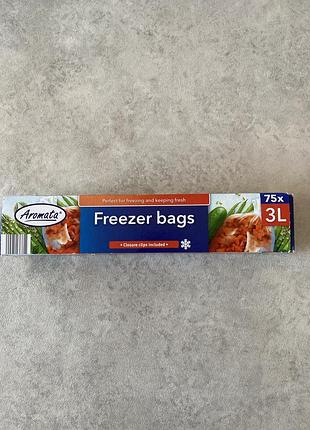 Aromata®
Perfect for freezing and keeping fresh
Freezer bags
• Closure clips included •
75x
3L